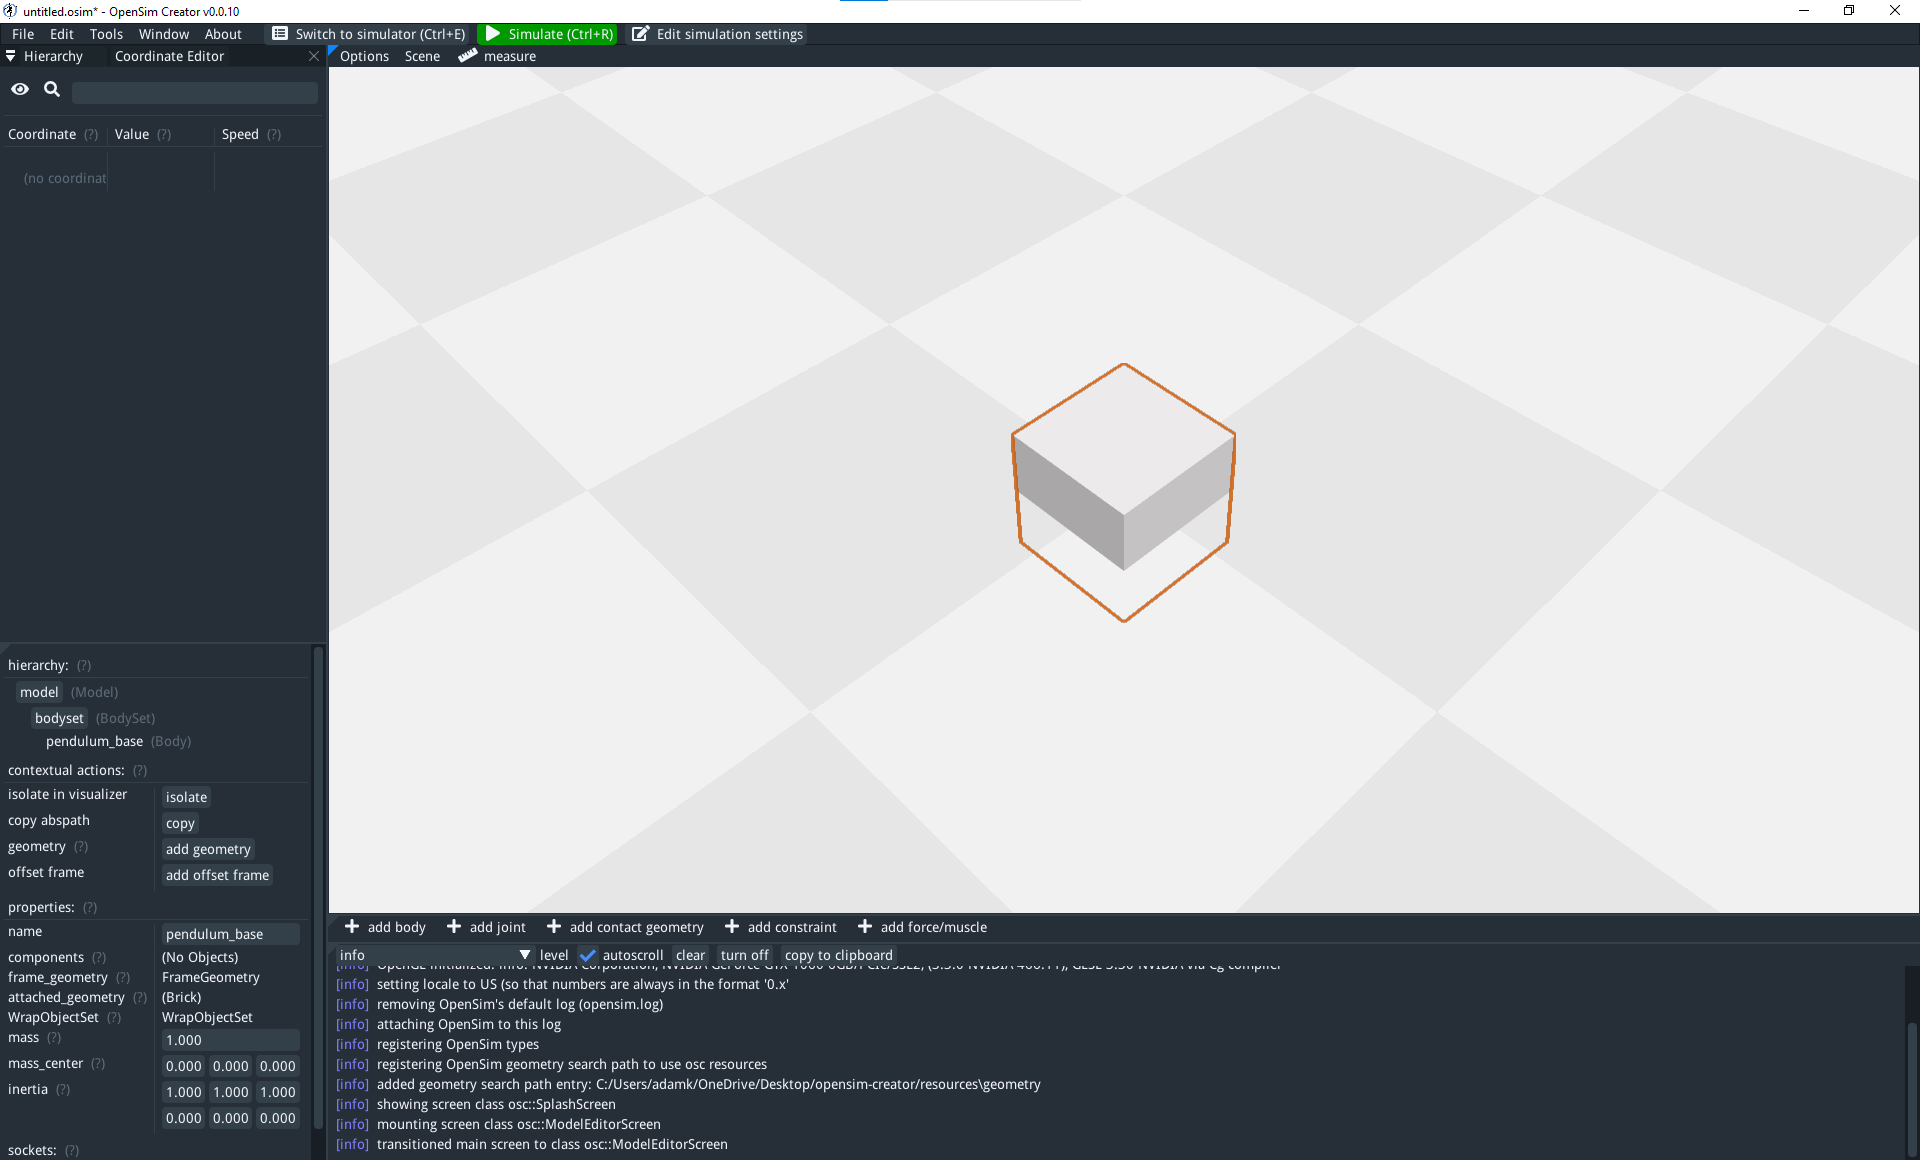 untitled.osim* - OpenSim Creator v0.0.10
File Edit Tools Window About Switch to simulator (Ctrl+E) Simulate (Ctrl+R) Edit simulation settings
Hierarchy Coordinate Editor Options Scene measure
Coordinate (?) Value (?) Speed (?)
(no coordinat
hierarchy: (?)
model (Model)
bodyset (BodySet)
pendulum_base (Body)
contextual actions: (?)
isolate in visualizer isolate
copy abspath copy
geometry (?) add geometry
offset frame add offset frame
properties: (?)
name pendulum_base
components (?) (No Objects)
frame_geometry (?) FrameGeometry
attached_geometry (?) (Brick)
WrapObjectSet (?) WrapObjectSet
mass (?) 1.000
mass_center (?) 0.000 0.000 0.000
inertia (?) 1.000 1.000 1.000
0.000 0.000 0.000
sockets: (?)
add body add joint add contact geometry add constraint add force/muscle
info level autoscroll clear turn off copy to clipboard
[info] OpenGL initialized: info: NVIDIA Corporation, NVIDIA GeForce GTX
[info] setting locale to US (so that numbers are always in the format '0.x'
[info] removing OpenSim's default log (opensim.log)
[info] attaching OpenSim to this log
[info] registering OpenSim types
[info] registering OpenSim geometry search path to use osc resources
[info] added geometry search path entry: C:/Users/adamk/OneDrive/Desktop/opensim-creator/resources\geometry
[info] showing screen class osc::SplashScreen
[info] mounting screen class osc::ModelEditorScreen
[info] transitioned main screen to class osc::ModelEditorScreen